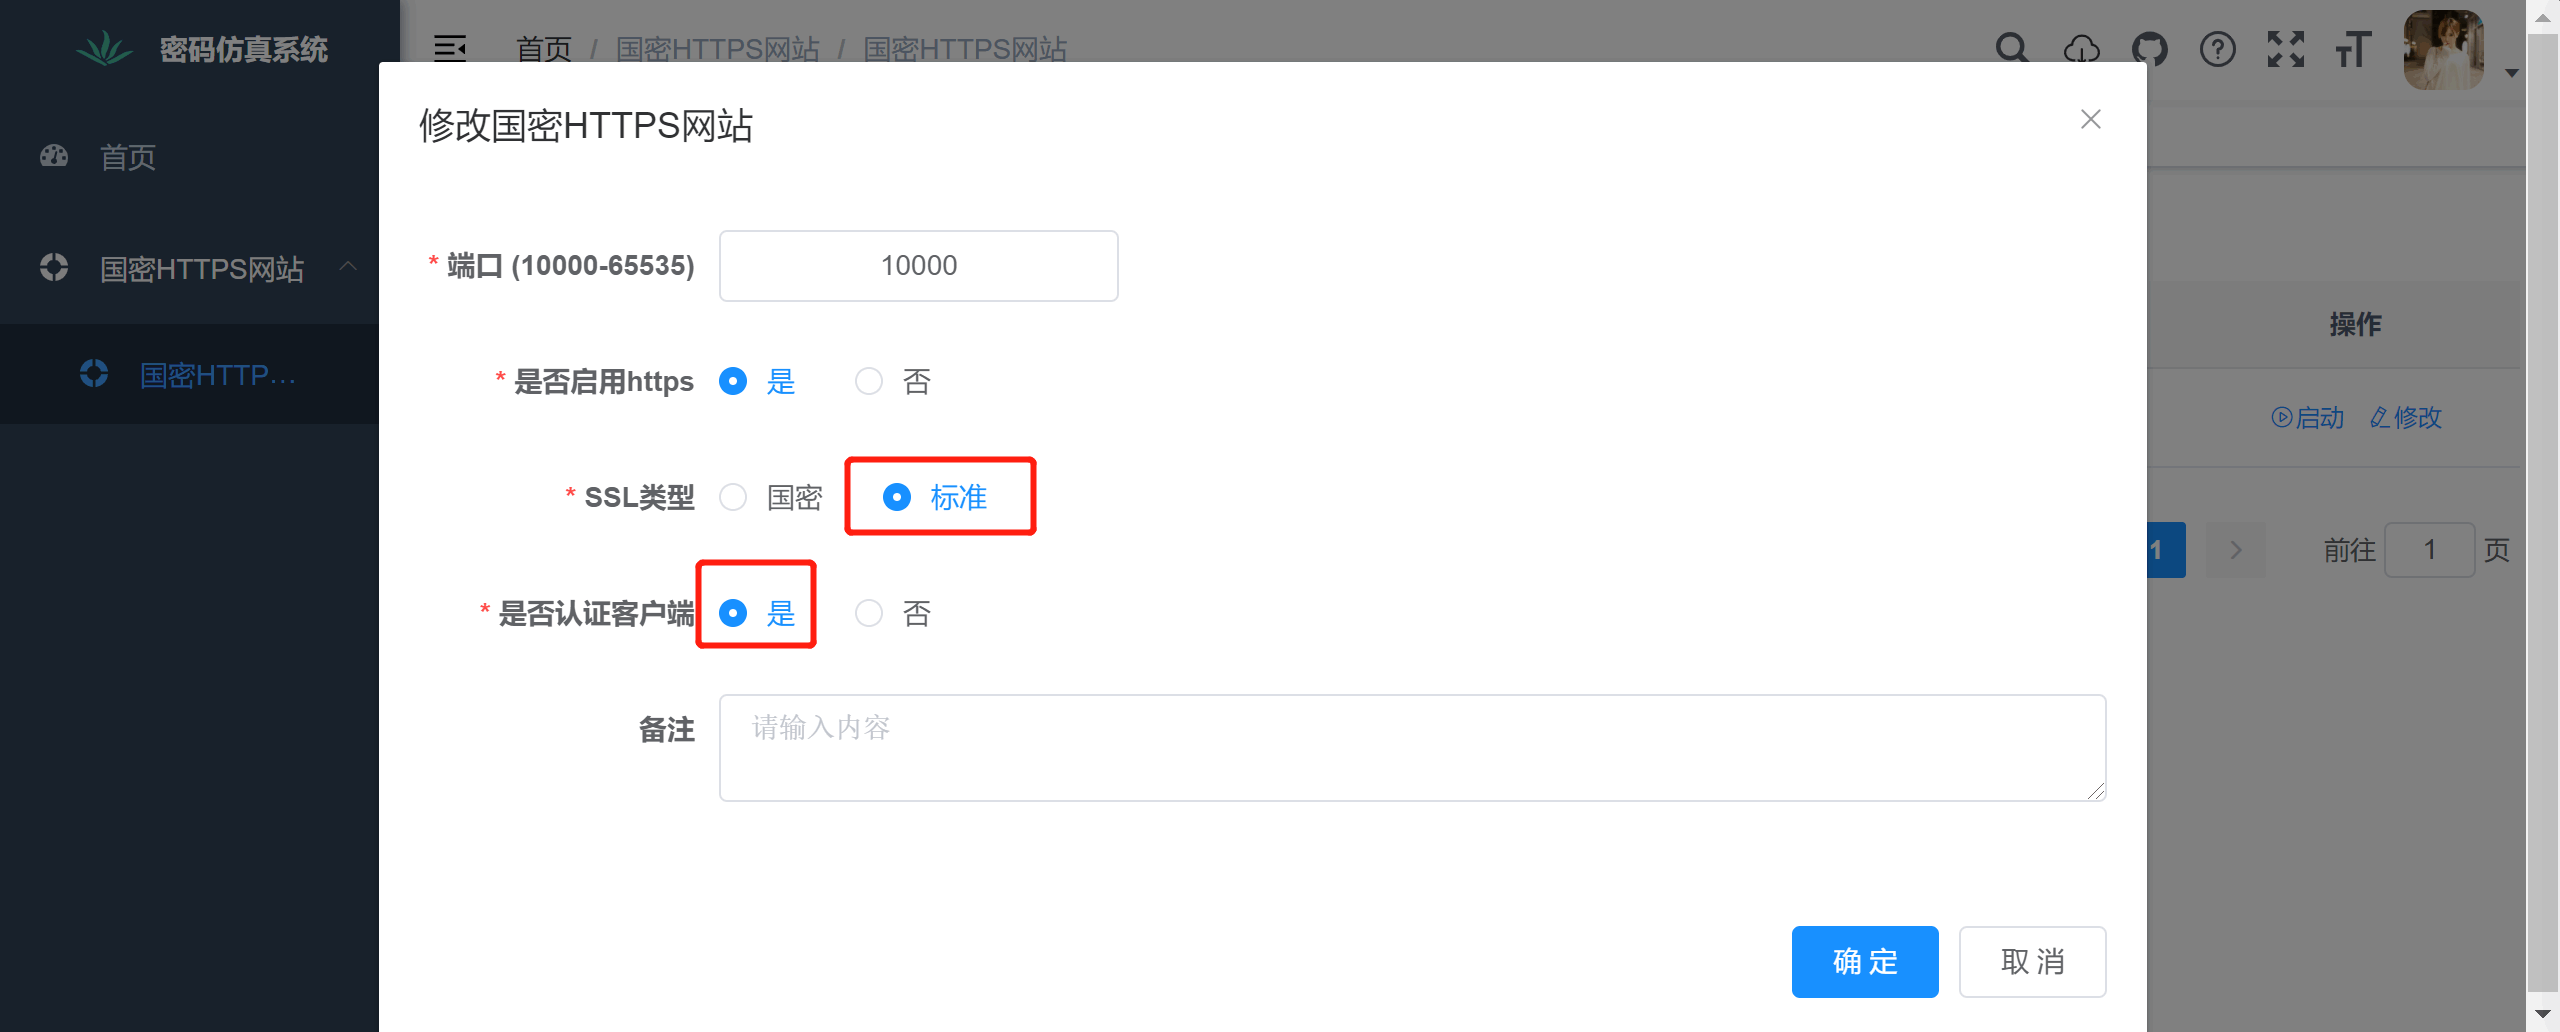 密码仿真系统
首页 / 国密HTTPS网站 / 国密HTTPS网站
首页
国密HTTPS网站
国密HTTP...
修改国密HTTPS网站
* 端口 (10000-65535) 10000
* 是否启用https 是 否
* SSL类型 国密 标准
* 是否认证客户端 是 否
备注 请输入内容
确 定 取 消
操作
启动 修改
1 前往 1 页